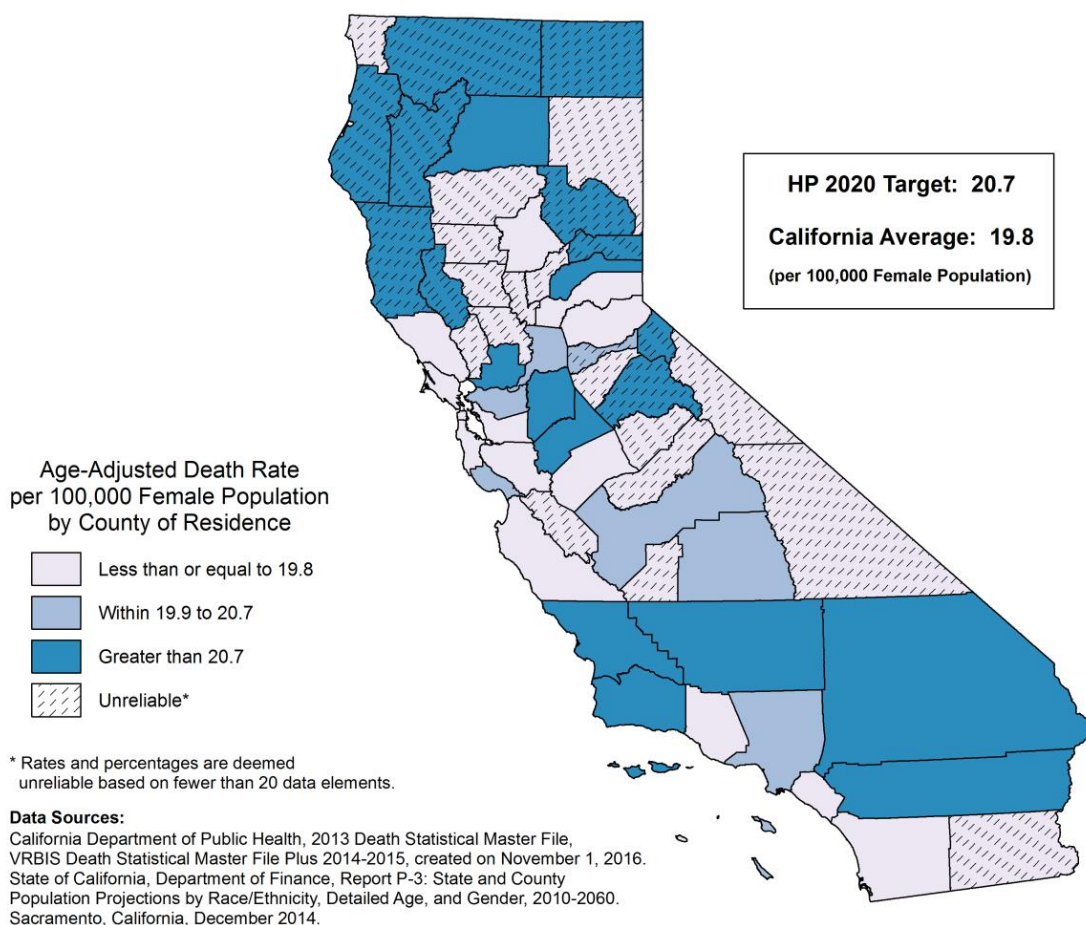 HP 2020 Target: 20.7
California Average: 19.8
(per 100,000 Female Population)
Age-Adjusted Death Rate
per 100,000 Female Population
by County of Residence
Less than or equal to 19.8
Within 19.9 to 20.7
Greater than 20.7
Unreliable*
* Rates and percentages are deemed
unreliable based on fewer than 20 data elements.
Data Sources:
California Department of Public Health, 2013 Death Statistical Master File,
VRBIS Death Statistical Master File Plus 2014-2015, created on November 1, 2016.
State of California, Department of Finance, Report P-3: State and County
Population Projections by Race/Ethnicity, Detailed Age, and Gender, 2010-2060.
Sacramento, California, December 2014.